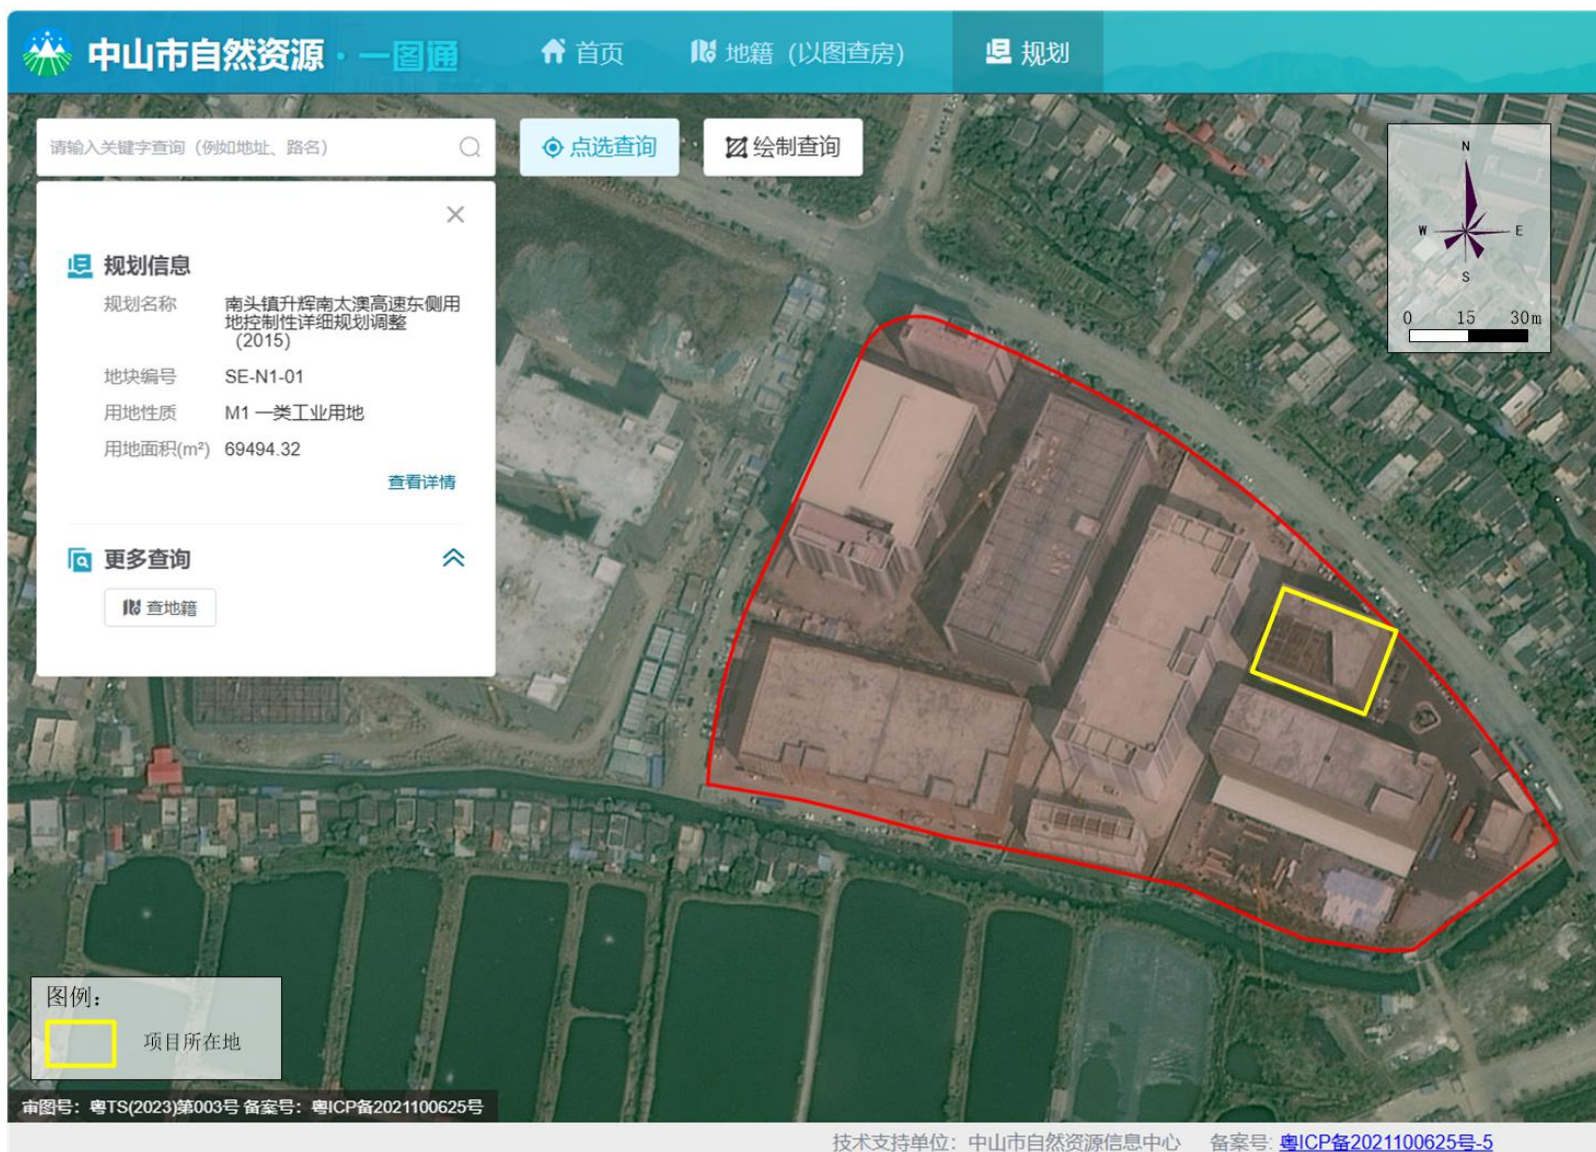 中山市自然资源·一图通
首页
地籍（以图查房）
规划
请输入关键字查询（例如地址、路名）
点选查询
绘制查询
N
W
E
S
0 15 30m
规划信息
规划名称 南头镇升辉南太澳高速东侧用
地控制性详细规划调整
（2015）
地块编号 SE-N1-01
用地性质 M1 一类工业用地
用地面积(m²) 69494.32
查看详情
更多查询
查地籍
图例：
项目所在地
审图号：粤TS(2023)第003号 备案号：粤ICP备2021100625号
技术支持单位：中山市自然资源信息中心 备案号: 粤ICP备2021100625号-5